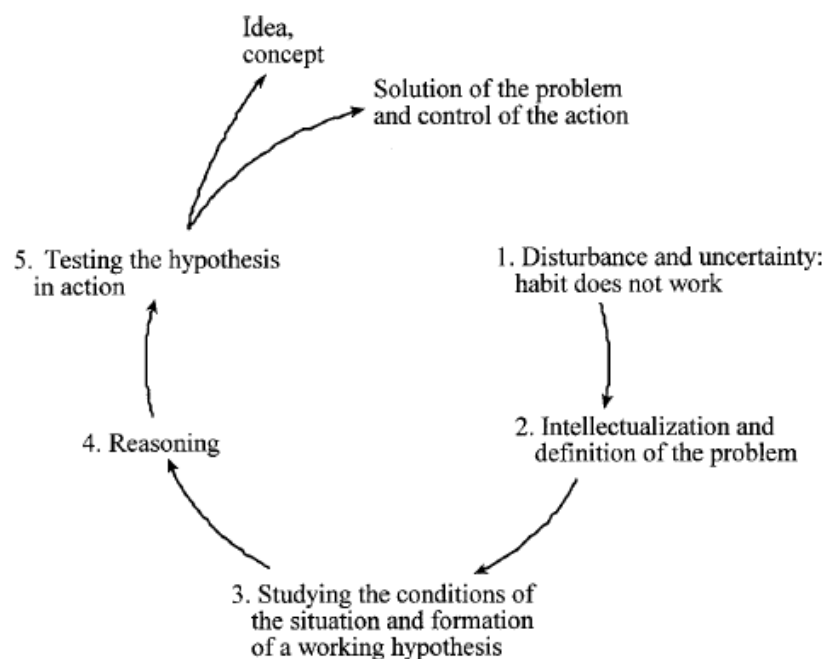 Idea,
concept
Solution of the problem
and control of the action
5. Testing the hypothesis
in action
1. Disturbance and uncertainty:
habit does not work
4. Reasoning
2. Intellectualization and
definition of the problem
3. Studying the conditions of
the situation and formation
of a working hypothesis